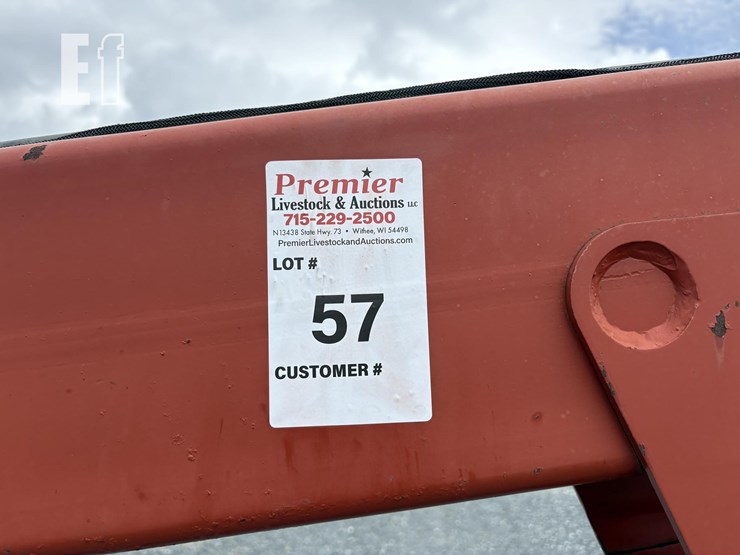 Ef
Premier
Livestock & Auctions LLC
715-229-2500
N13438 State Hwy. 73 • Withee, WI 54498
PremierLivestockandAuctions.com
LOT #
57
CUSTOMER #